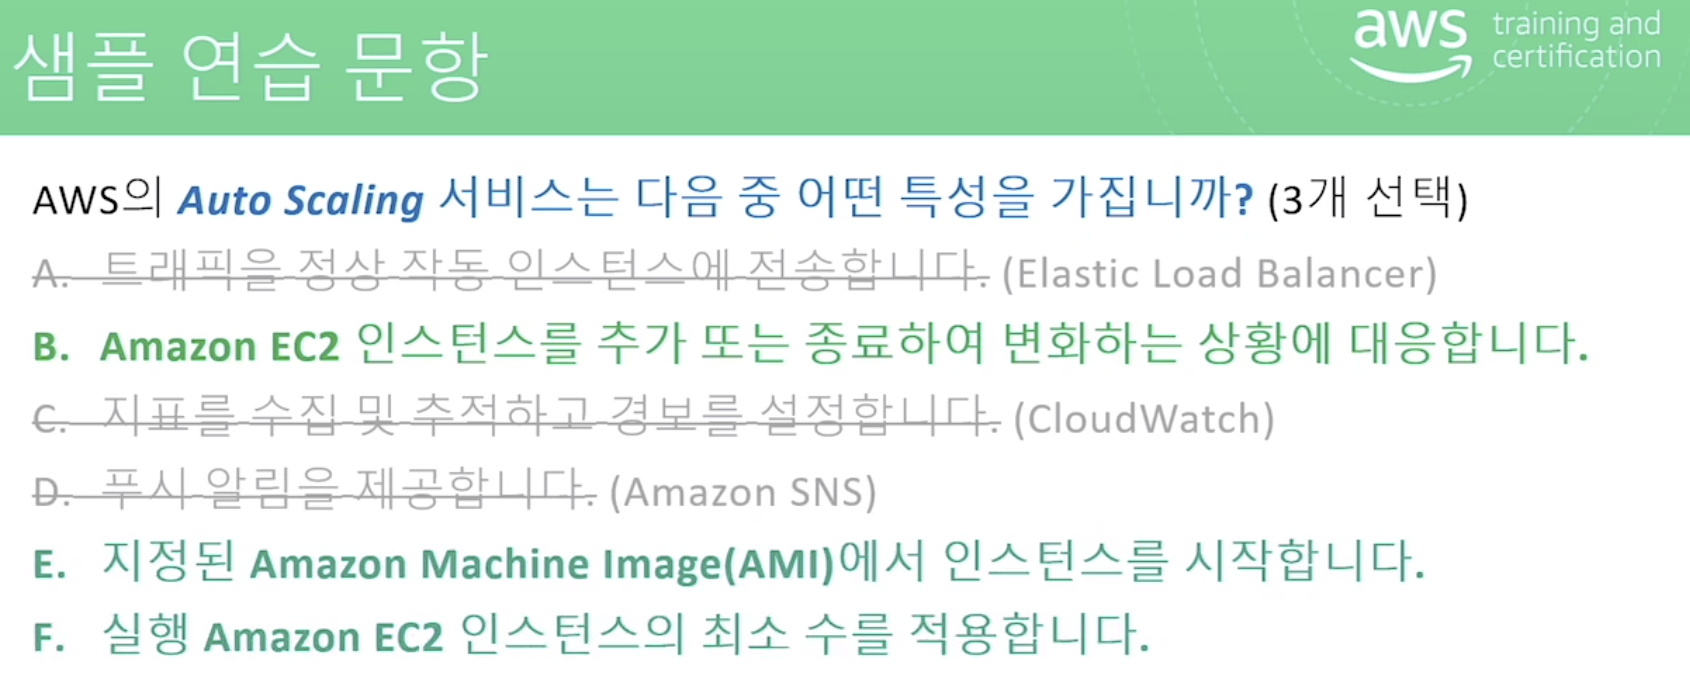 샘플 연습 문항
aws training and
certification
AWS의 Auto Scaling 서비스는 다음 중 어떤 특성을 가집니까? (3개 선택)
A. 트래픽을 정상 작동 인스턴스에 전송합니다. (Elastic Load Balancer)
B. Amazon EC2 인스턴스를 추가 또는 종료하여 변화하는 상황에 대응합니다.
C. 지표를 수집 및 추적하고 경보를 설정합니다. (CloudWatch)
D. 푸시 알림을 제공합니다. (Amazon SNS)
E. 지정된 Amazon Machine Image(AMI)에서 인스턴스를 시작합니다.
F. 실행 Amazon EC2 인스턴스의 최소 수를 적용합니다.